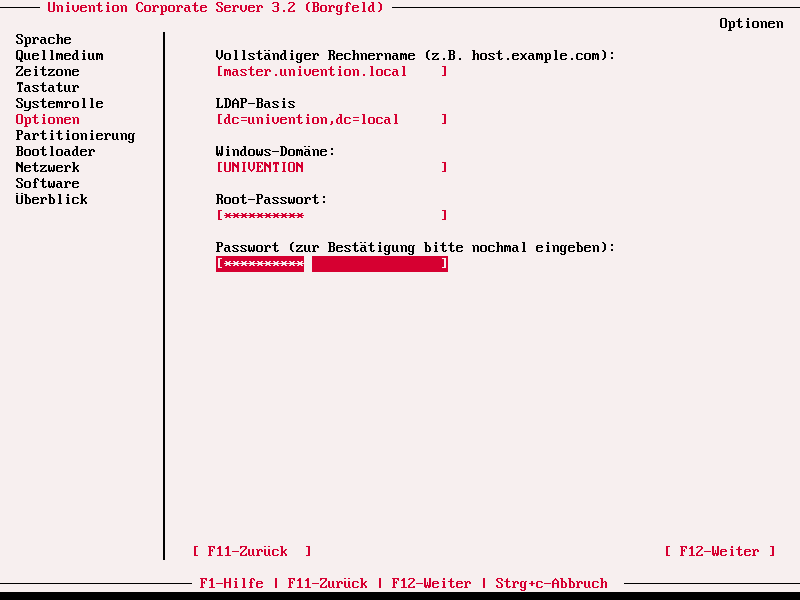 Univention Corporate Server 3.2 (Borgfeld)
Optionen
Sprache
Quellmedium
Zeitzone
Tastatur
Systemrolle
Optionen
Partitionierung
Bootloader
Netzwerk
Software
Überblick
Vollständiger Rechnername (z.B. host.example.com):
[master.univention.local ]
LDAP-Basis
[dc=univention,dc=local ]
Windows-Domäne:
[UNIVENTION ]
Root-Passwort:
[********** ]
Passwort (zur Bestätigung bitte nochmal eingeben):
[********** ]
[ F11-Zurück ] [ F12-Weiter ]
F1-Hilfe | F11-Zurück | F12-Weiter | Strg+c-Abbruch